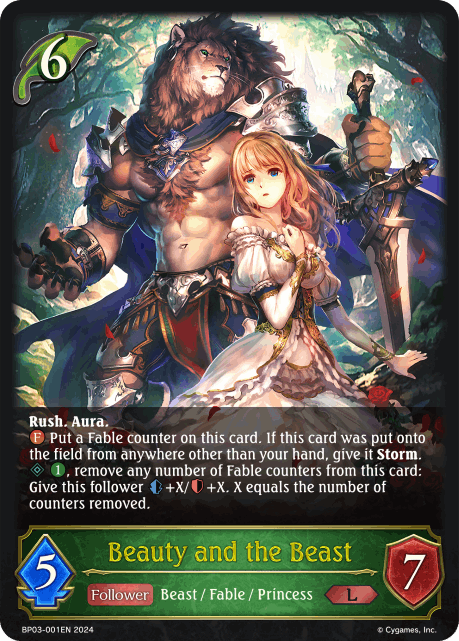 6
Rush. Aura.
F Put a Fable counter on this card. If this card was put onto
the field from anywhere other than your hand, give it Storm.
1, remove any number of Fable counters from this card:
Give this follower +X/ +X. X equals the number of
counters removed.
Beauty and the Beast
5
Follower Beast / Fable / Princess L
7
BP03-001EN 2024 © Cygames, Inc.